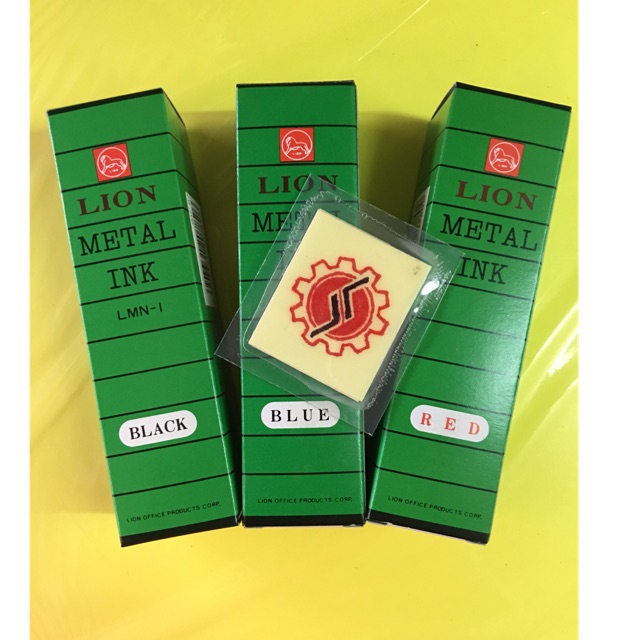 LION
METAL
INK
LMN-1
BLACK
LION OFFICE PRODUCTS CORP.
LION
METAL
BLUE
LION OFFICE PRODUCTS CORP.
LION
METAL
INK
RED
LION OFFICE PRODUCTS CORP.